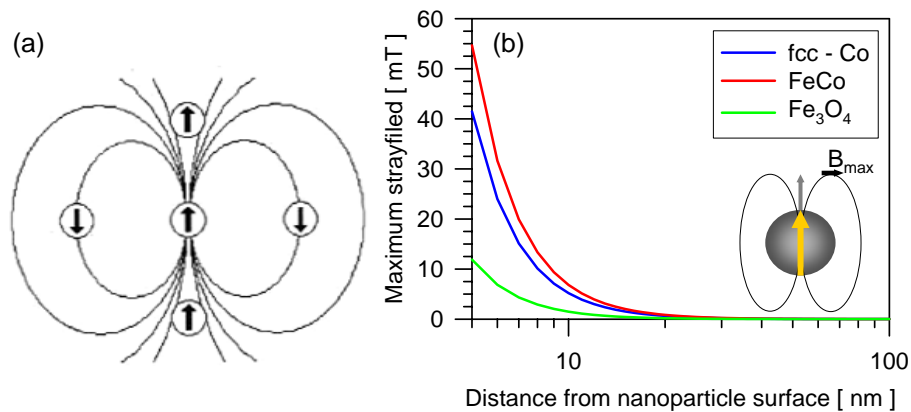 (a)
(b)
Maximum strayfiled [ mT ]
60
50
40
30
20
10
0
fcc - Co
FeCo
Fe₃O₄
Bmax
10
100
Distance from nanoparticle surface [ nm ]